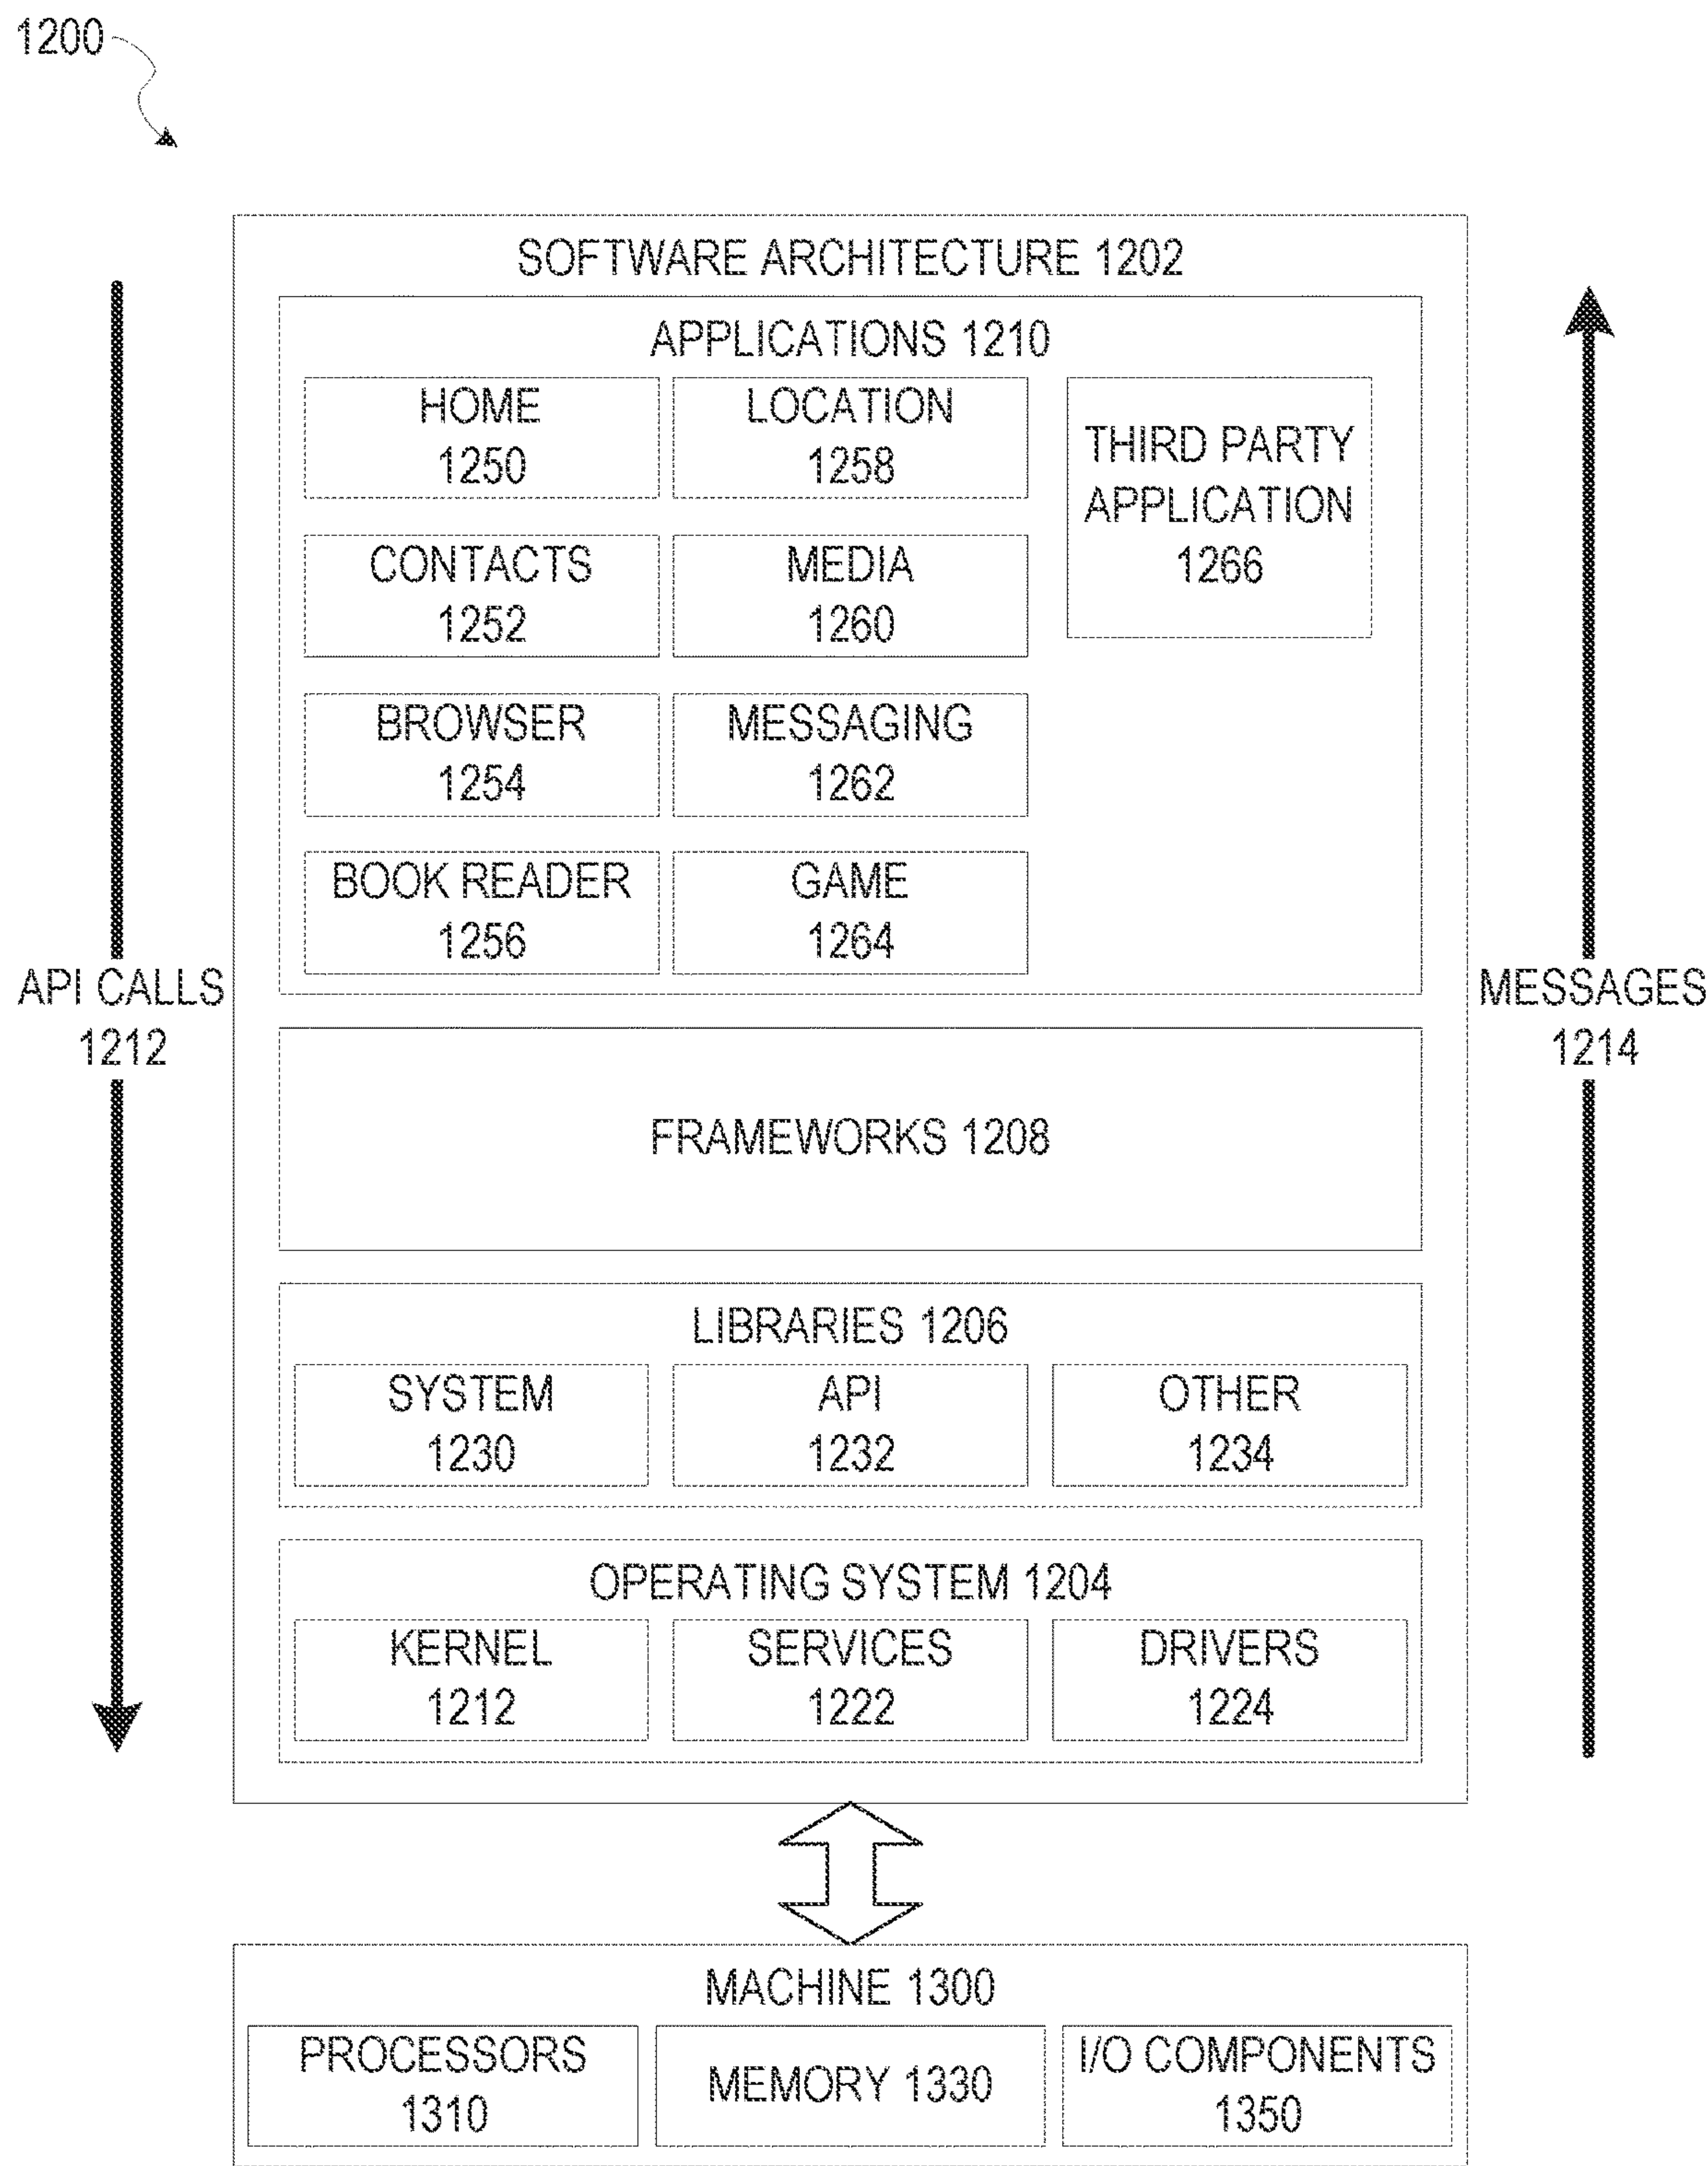 1200
SOFTWARE ARCHITECTURE 1202
APPLICATIONS 1210
HOME
1250
LOCATION
1258
THIRD PARTY
APPLICATION
1266
CONTACTS
1252
MEDIA
1260
BROWSER
1254
MESSAGING
1262
BOOK READER
1256
GAME
1264
API CALLS
1212
MESSAGES
1214
FRAMEWORKS 1208
LIBRARIES 1206
SYSTEM
1230
API
1232
OTHER
1234
OPERATING SYSTEM 1204
KERNEL
1212
SERVICES
1222
DRIVERS
1224
MACHINE 1300
PROCESSORS
1310
MEMORY 1330
I/O COMPONENTS
1350